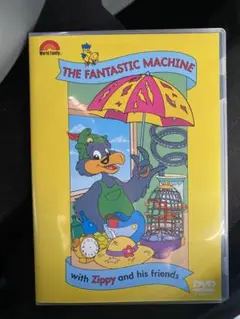 World Family
THE FANTASTIC MACHINE
with Zippy and his friends
DVD